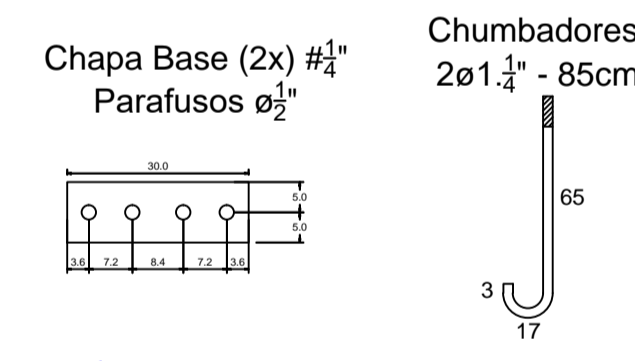 Chapa Base (2x) #1/4"
Parafusos ø1/2"
30.0
5.0
5.0
3.6 7.2 8.4 7.2 3.6
Chumbadores
2ø1.1/4" - 85cm
65
3
17